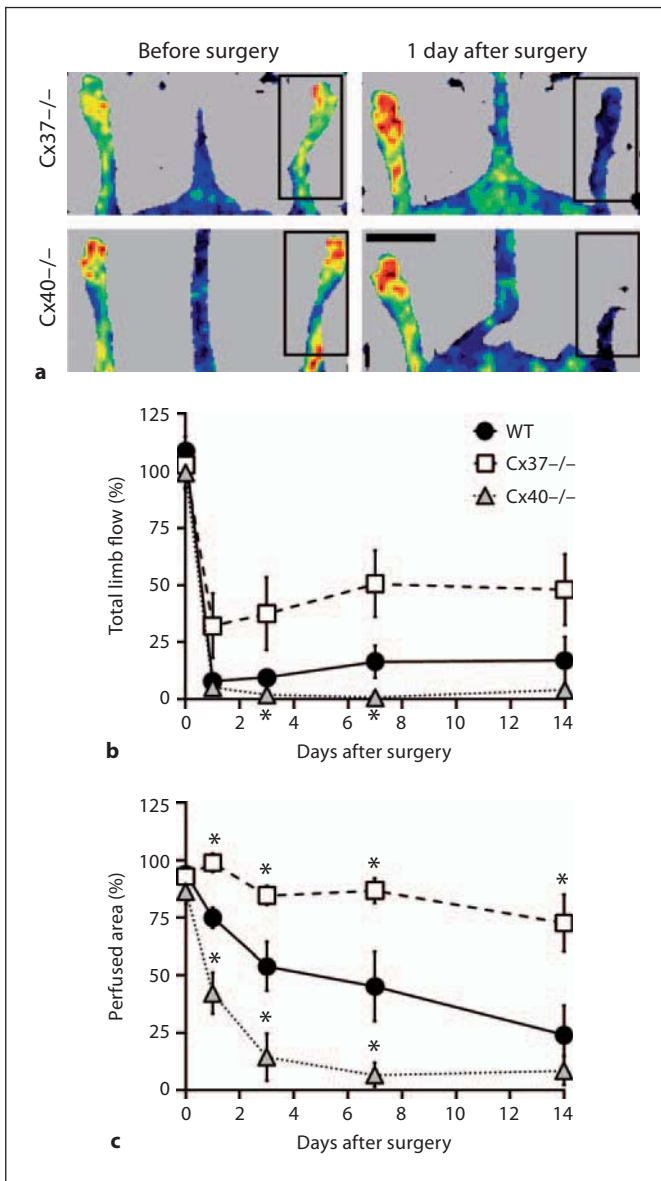 Before surgery 1 day after surgery
Cx37–/–
Cx40–/–
a
125
100
75
50
25
0
Total limb flow (%)
WT
Cx37–/–
Cx40–/–
* *
0 2 4 6 8 10 12 14
b Days after surgery
125
100
75
50
25
0
Perfused area (%)
* * * *
* * *
0 2 4 6 8 10 12 14
c Days after surgery